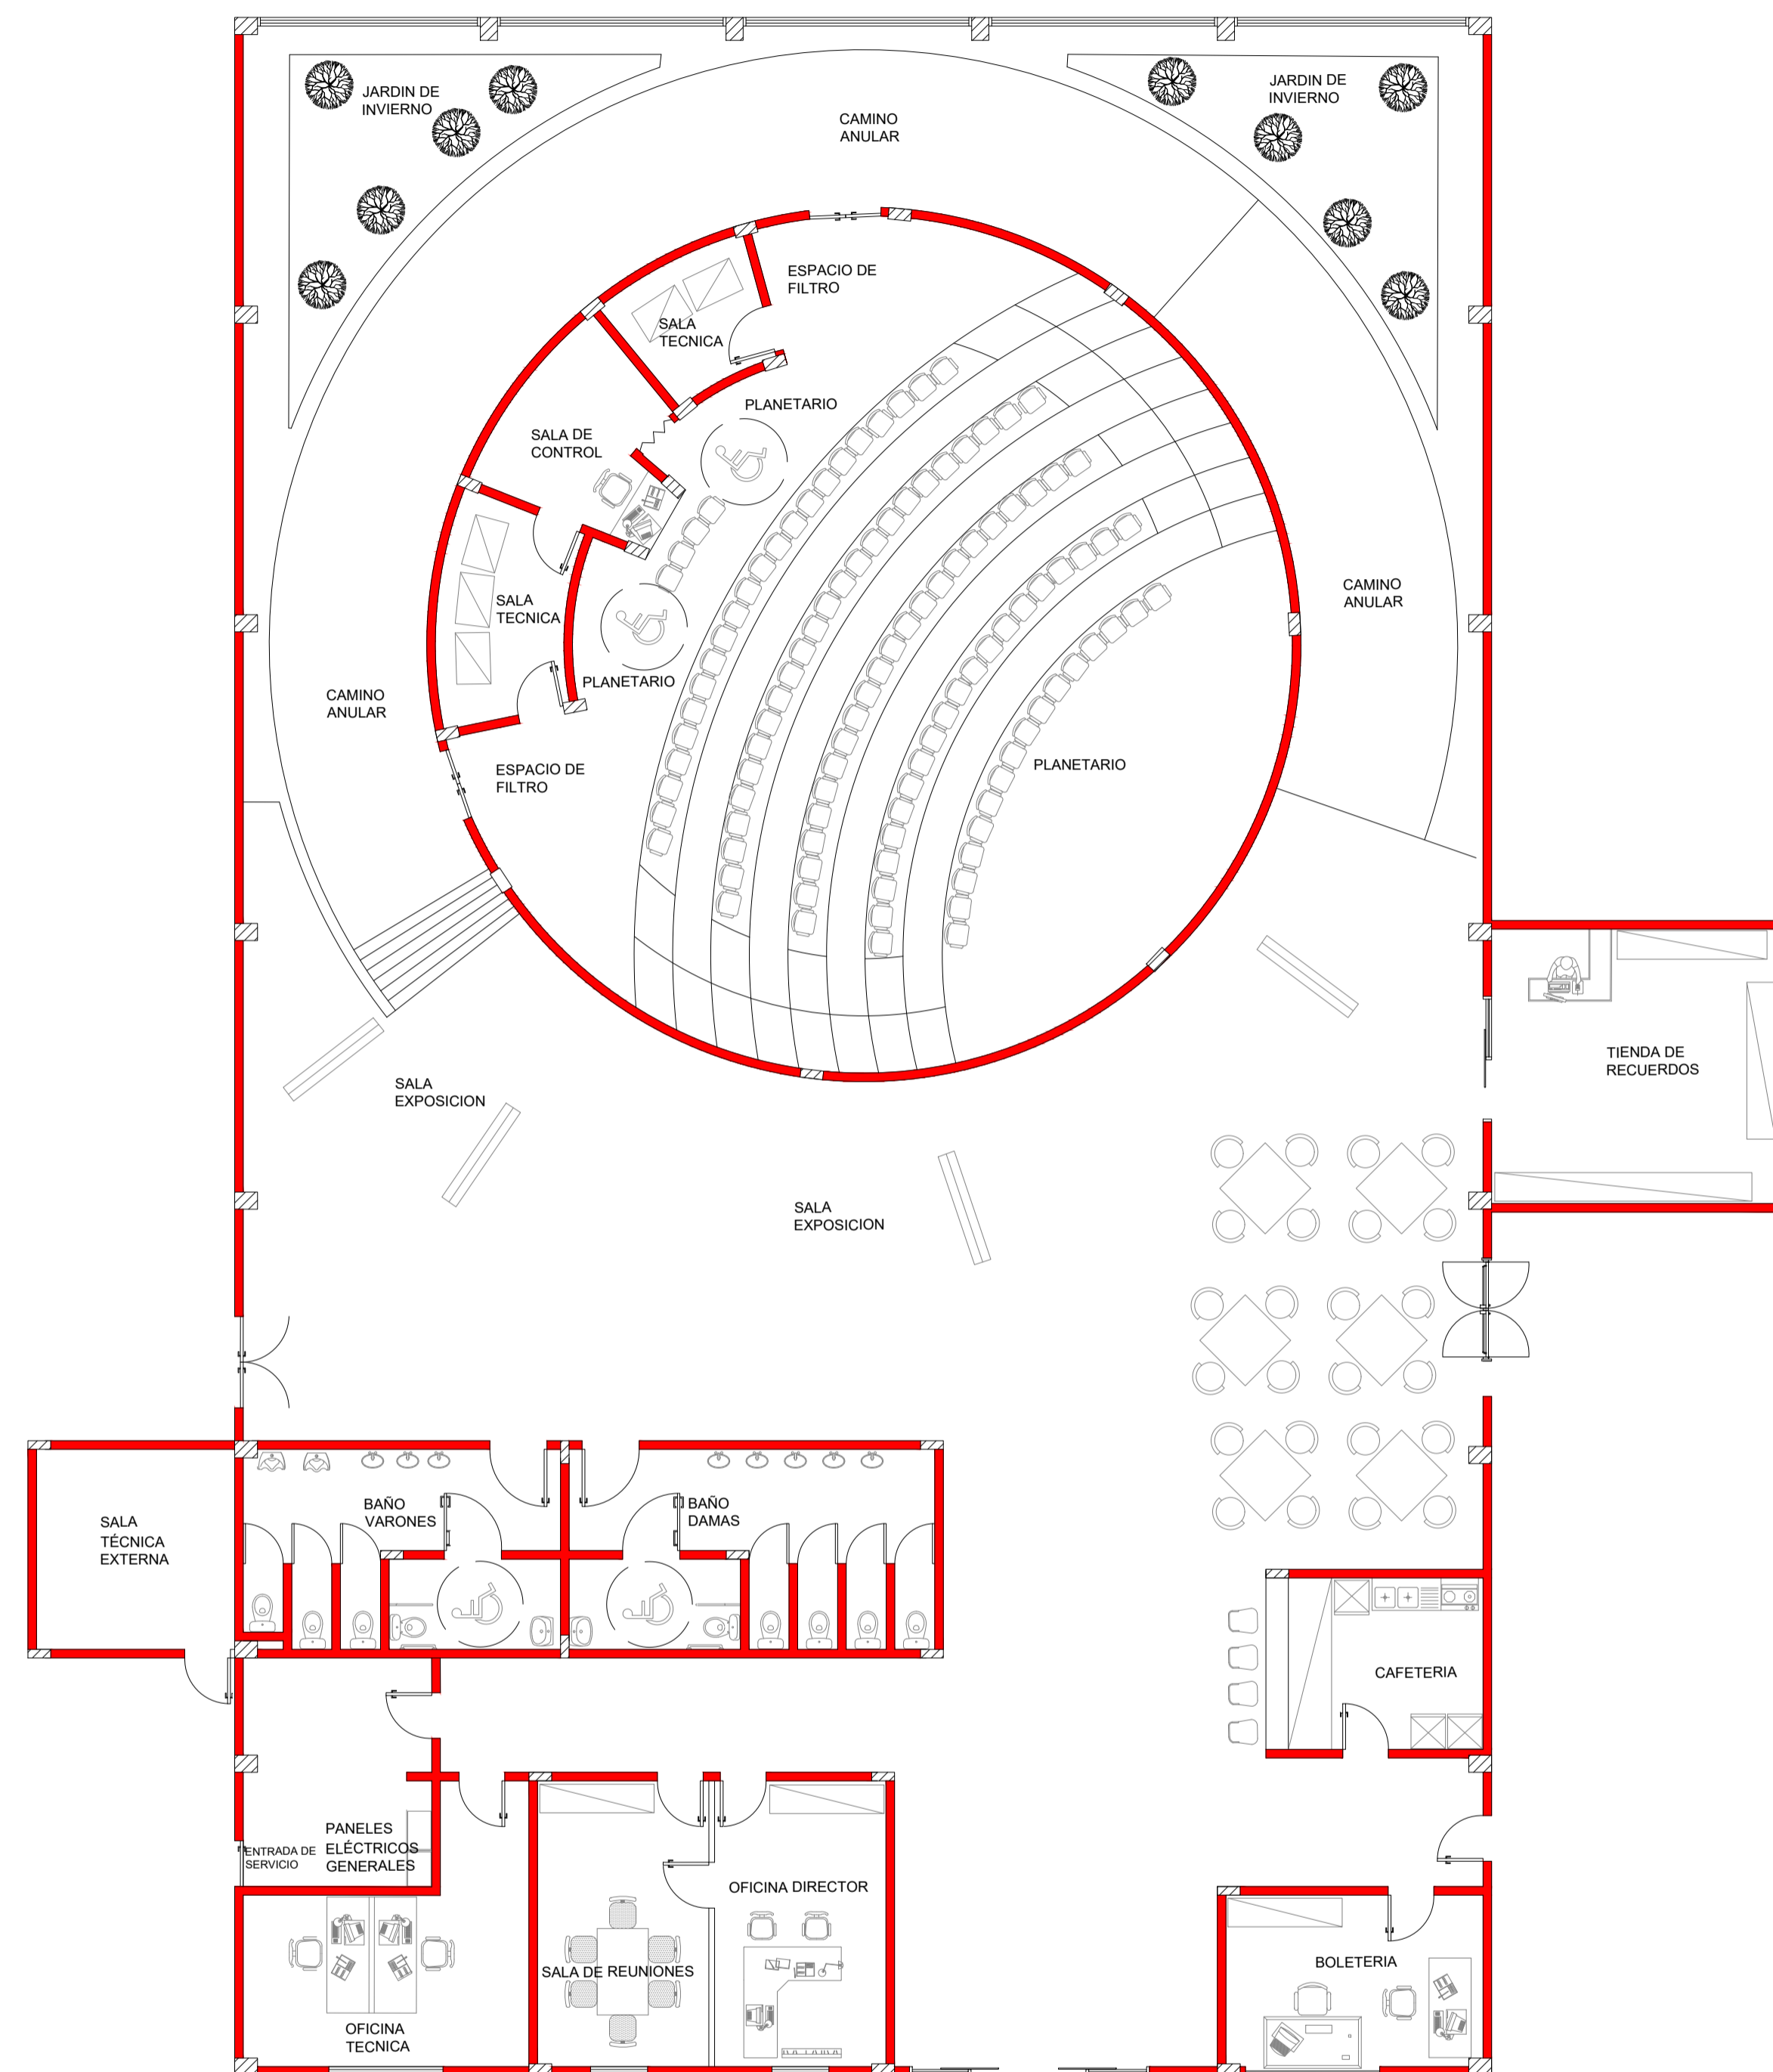 JARDIN DE
INVIERNO
JARDIN DE
INVIERNO
CAMINO
ANULAR
ESPACIO DE
FILTRO
SALA
TECNICA
PLANETARIO
SALA DE
CONTROL
CAMINO
ANULAR
SALA
TECNICA
PLANETARIO
CAMINO
ANULAR
PLANETARIO
ESPACIO DE
FILTRO
TIENDA DE
RECUERDOS
SALA
EXPOSICION
SALA
EXPOSICION
BAÑO
VARONES
BAÑO
DAMAS
SALA
TÉCNICA
EXTERNA
CAFETERIA
PANELES
ELÉCTRICOS
GENERALES
ENTRADA DE
SERVICIO
OFICINA DIRECTOR
SALA DE REUNIONES
BOLETERIA
OFICINA
TECNICA